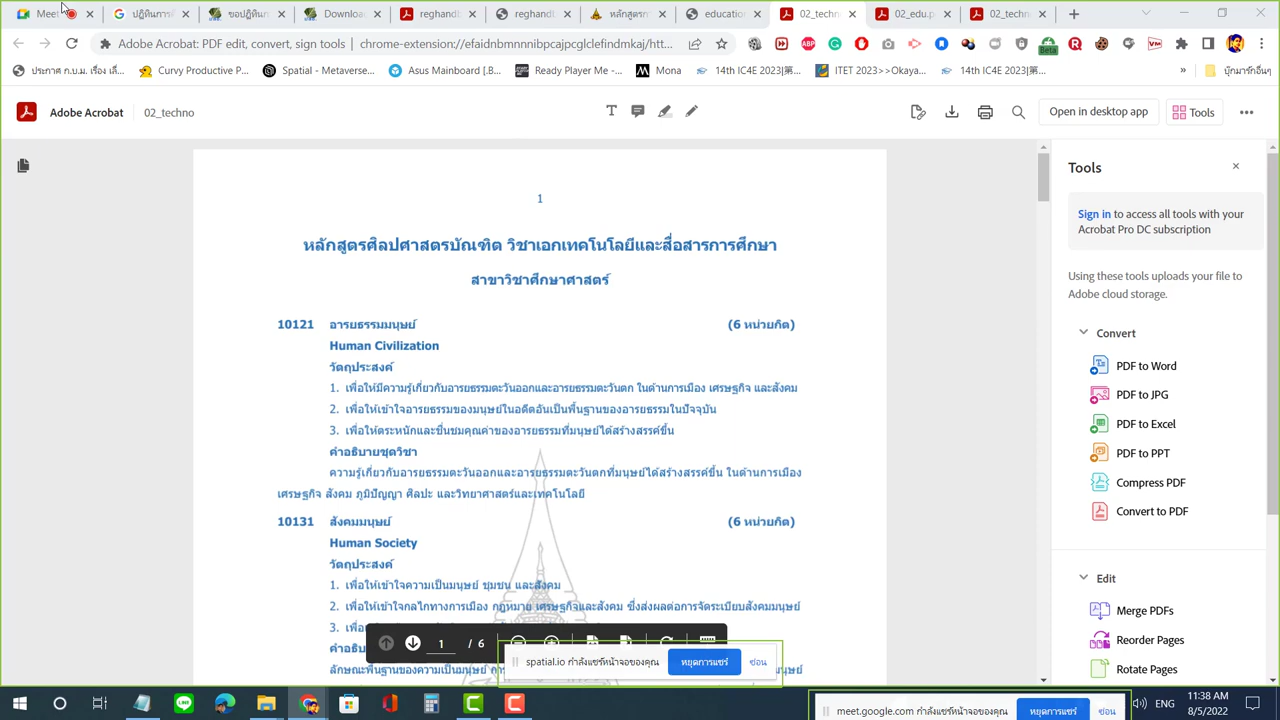 Meet
ปฏิทินการศึ
ขอปฏิทินก
Downloa
reghandl
reghandl
หลักสูตรก
education
02_techn
02_edu.p
02_techn
Adobe Acrobat: PDF edit, convert, sign tools | chrome-extension://efaidnbmnnnibpcajpcglclefindmkaj/htt...
ประกาศ ก.บ.ม. เรื่อง เลื่...
Curvy Productive P...
Spatial - Metaverse...
Asus Mainboard [.B...
Ready Player Me -...
Mona
14th IC4E 2023|第...
ITET 2023>>Okaya...
14th IC4E 2023|第...
»
บุ๊กมาร์กอื่นๆ
Adobe Acrobat
02_techno
Open in desktop app
Tools
1
หลักสูตรศิลปศาสตรบัณฑิต วิชาเอกเทคโนโลยีและสื่อสารการศึกษา
สาขาวิชาศึกษาศาสตร์
10121 อารยธรรมมนุษย์ (6 หน่วยกิต)
Human Civilization
วัตถุประสงค์
1. เพื่อให้มีความรู้เกี่ยวกับอารยธรรมตะวันออกและอารยธรรมตะวันตก ในด้านการเมือง เศรษฐกิจ และสังคม
2. เพื่อให้เข้าใจอารยธรรมของมนุษย์ในอดีตอันเป็นพื้นฐานของอารยธรรมในปัจจุบัน
3. เพื่อให้ตระหนักและชื่นชมคุณค่าของอารยธรรมที่มนุษย์ได้สร้างสรรค์ขึ้น
คำอธิบายชุดวิชา
ความรู้เกี่ยวกับอารยธรรมตะวันออกและอารยธรรมตะวันตกที่มนุษย์ได้สร้างสรรค์ขึ้น ในด้านการเมือง
เศรษฐกิจ สังคม ภูมิปัญญา ศิลปะ และวิทยาศาสตร์และเทคโนโลยี
10131 สังคมมนุษย์ (6 หน่วยกิต)
Human Society
วัตถุประสงค์
1. เพื่อให้เข้าใจความเป็นมนุษย์ ชุมชน และสังคม
2. เพื่อให้เข้าใจกลไกทางการเมือง กฎหมาย เศรษฐกิจและสังคม ซึ่งส่งผลต่อการจัดระเบียบสังคมมนุษย์
1 / 6
spatial.io กำลังแชร์หน้าจอของคุณ
หยุดการแชร์
ซ่อน
Tools
Sign in to access all tools with your
Acrobat Pro DC subscription
Using these tools uploads your file to
Adobe cloud storage.
Convert
PDF to Word
PDF to JPG
PDF to Excel
PDF to PPT
Compress PDF
Convert to PDF
Edit
Merge PDFs
Reorder Pages
Rotate Pages
meet.google.com กำลังแชร์หน้าจอของคุณ
หยุดการแชร์
ซ่อน
ENG
11:38 AM
8/5/2022